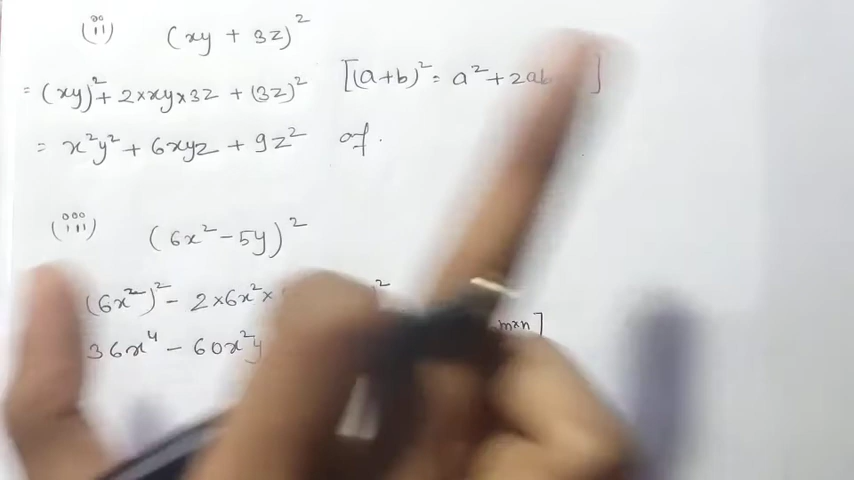 (ii) (xy + 3z)²
= (xy)² + 2×xy×3z + (3z)² [(a+b)² = a² + 2ab ]
= x²y² + 6xyz + 9z²
(iii) (6x² - 5y)²
(6x²)² - 2×6x²× ²
36x⁴ - 60x²y m×n]